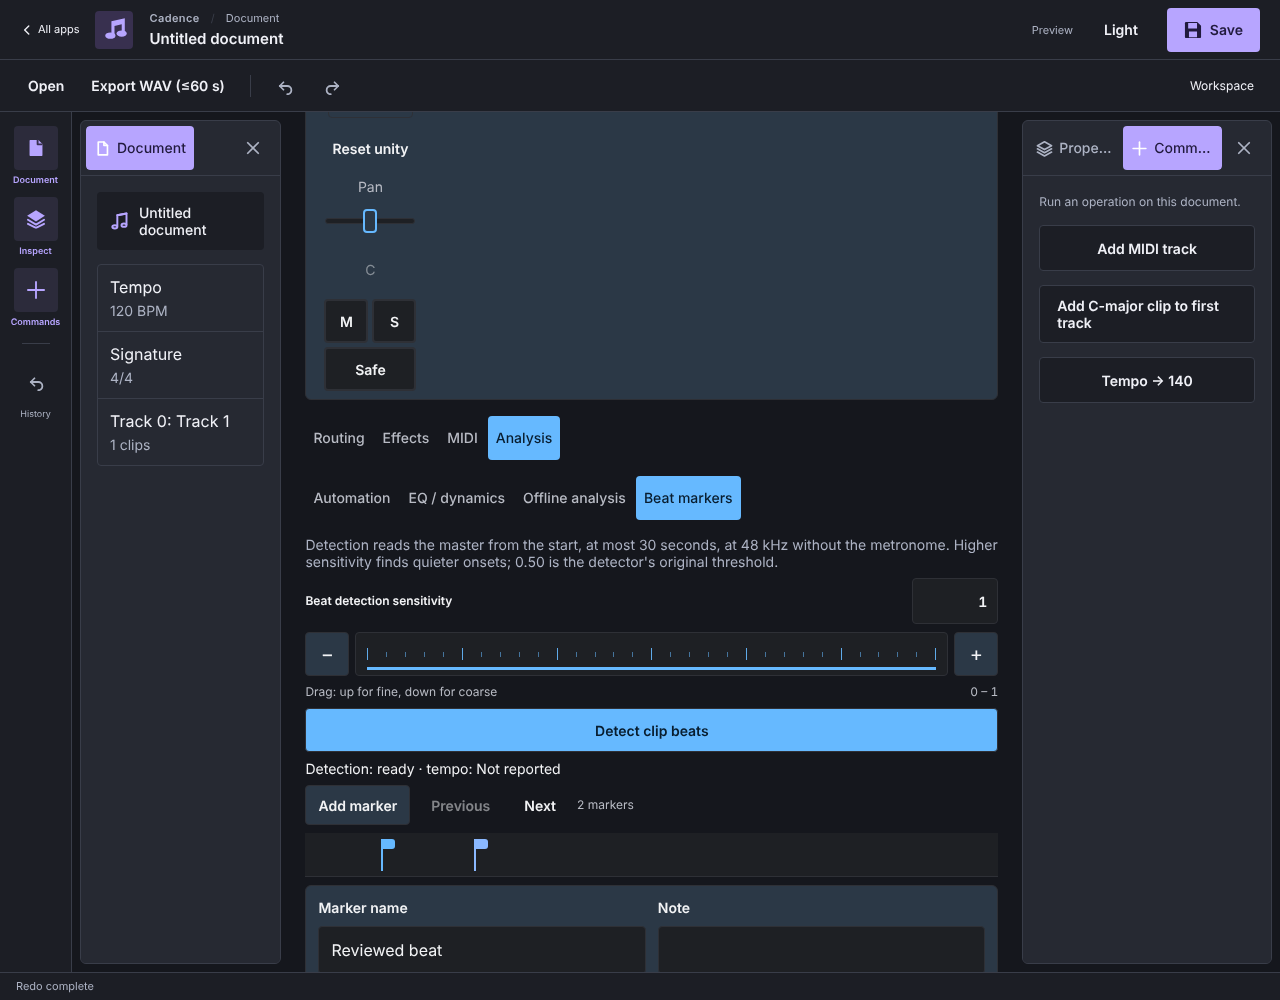 All apps
Cadence / Document
Untitled document
Preview
Light
Save
Open
Export WAV (≤60 s)
Workspace
Document
Inspect
Commands
History
Document
Untitled
document
Tempo
120 BPM
Signature
4/4
Track 0: Track 1
1 clips
Reset unity
Pan
C
M
S
Safe
Routing
Effects
MIDI
Analysis
Automation
EQ / dynamics
Offline analysis
Beat markers
Detection reads the master from the start, at most 30 seconds, at 48 kHz without the metronome. Higher
sensitivity finds quieter onsets; 0.50 is the detector's original threshold.
Beat detection sensitivity
1
−
+
Drag: up for fine, down for coarse
0 – 1
Detect clip beats
Detection: ready · tempo: Not reported
Add marker
Previous
Next
2 markers
Marker name
Note
Reviewed beat
Prope...
Comm...
Run an operation on this document.
Add MIDI track
Add C-major clip to first
track
Tempo → 140
Redo complete